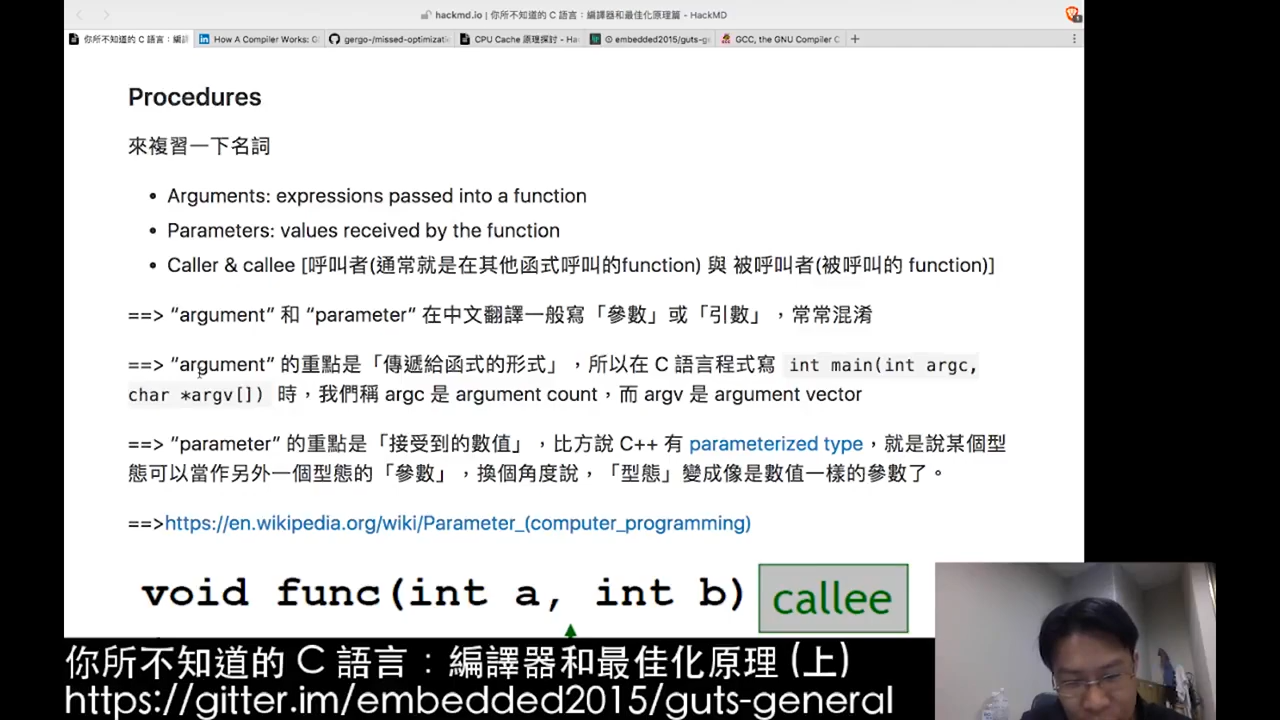 hackmd.io | 你所不知道的 C 語言：編譯器和最佳化原理篇 - HackMD
你所不知道的 C 語言：編譯
How A Compiler Works: G
gergo-/missed-optimizati
CPU Cache 原理探討 - Ha
embedded2015/guts-g
GCC, the GNU Compiler C
Procedures
來複習一下名詞
• Arguments: expressions passed into a function
• Parameters: values received by the function
• Caller & callee [呼叫者(通常就是在其他函式呼叫的function) 與 被呼叫者(被呼叫的 function)]
==> “argument” 和 “parameter“ 在中文翻譯一般寫「參數」或「引數」，常常混淆
==> “argument” 的重點是「傳遞給函式的形式」，所以在 C 語言程式寫 int main(int argc,
char *argv[]) 時，我們稱 argc 是 argument count，而 argv 是 argument vector
==> “parameter” 的重點是「接受到的數值」，比方說 C++ 有 parameterized type，就是說某個型
態可以當作另外一個型態的「參數」，換個角度說，「型態」變成像是數值一樣的參數了。
==>https://en.wikipedia.org/wiki/Parameter_(computer_programming)
void func(int a, int b) callee
你所不知道的 C 語言：編譯器和最佳化原理 (上)
https://gitter.im/embedded2015/guts-general